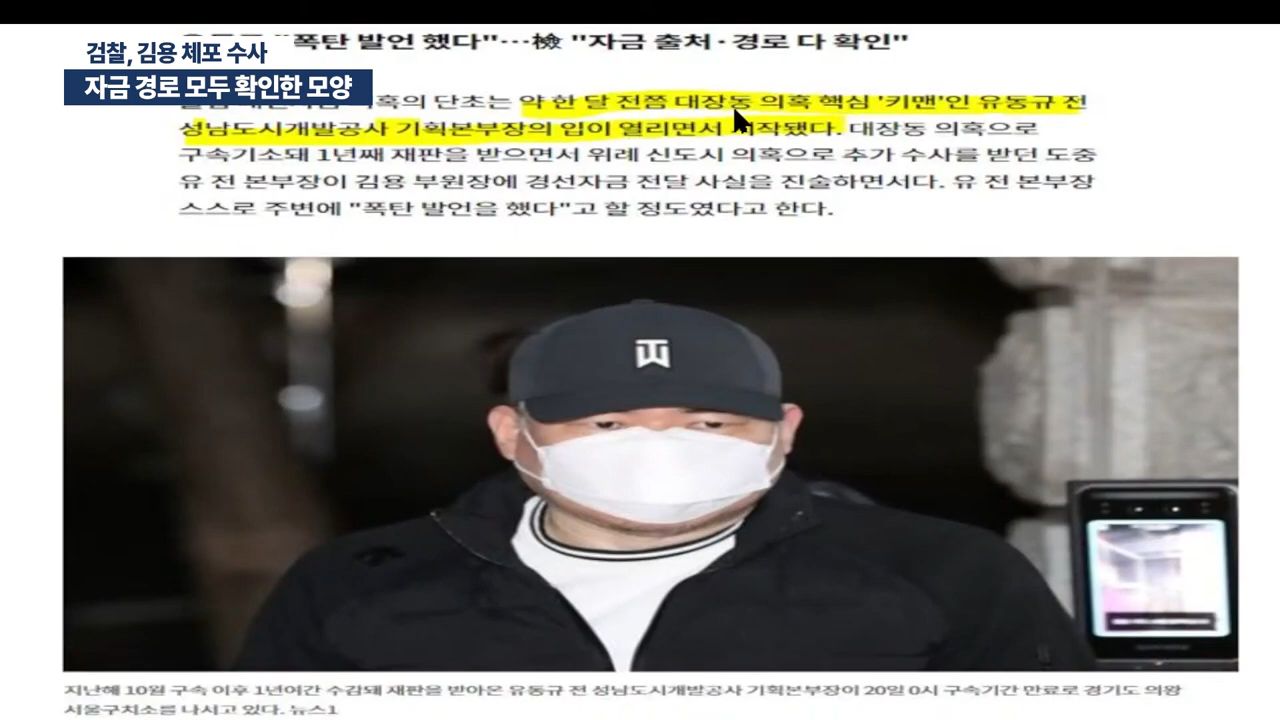 "폭탄 발언 했다"…檢 "자금 출처·경로 다 확인"
검찰, 김용 체포 수사
자금 경로 모두 확인한 모양
의 단초는 약 한 달 전쯤 대장동 의혹 핵심 '키맨'인 유동규 전
성남도시개발공사 기획본부장의 입이 열리면서 대장동 의혹으로
구속기소돼 1년째 재판을 받으면서 위례 신도시 의혹으로 추가 수사를 받던 도중
유 전 본부장이 김용 부원장에 경선자금 전달 사실을 진술하면서다. 유 전 본부장
스스로 주변에 "폭탄 발언을 했다"고 할 정도였다고 한다.
TW
지난해 10월 구속 이후 1년여간 수감돼 재판을 받아온 유동규 전 성남도시개발공사 기획본부장이 20일 0시 구속기간 만료로 경기도 의왕
서울구치소를 나서고 있다. 뉴스1